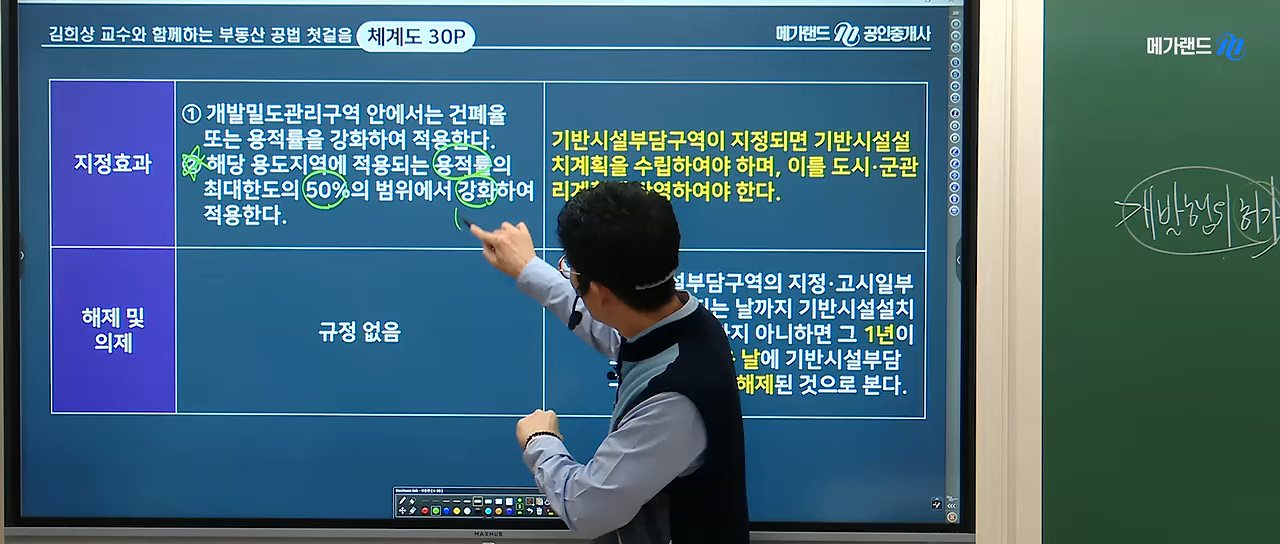 김희상 교수와 함께하는 부동산 공법 첫걸음 체계도 30P
메가랜드 공인중개사
메가랜드
지정효과
① 개발밀도관리구역 안에서는 건폐율
또는 용적률을 강화하여 적용한다.
② 해당 용도지역에 적용되는 용적률의
최대한도의 50%의 범위에서 강화하여
적용한다.
기반시설부담구역이 지정되면 기반시설설
치계획을 수립하여야 하며, 이를 도시·군관
리계획에 반영하여야 한다.
해제 및
의제
규정 없음
설부담구역의 지정·고시일부
는 날까지 기반시설설치
지 아니하면 그 1년이
날에 기반시설부담
해제된 것으로 본다.
MAXHUB